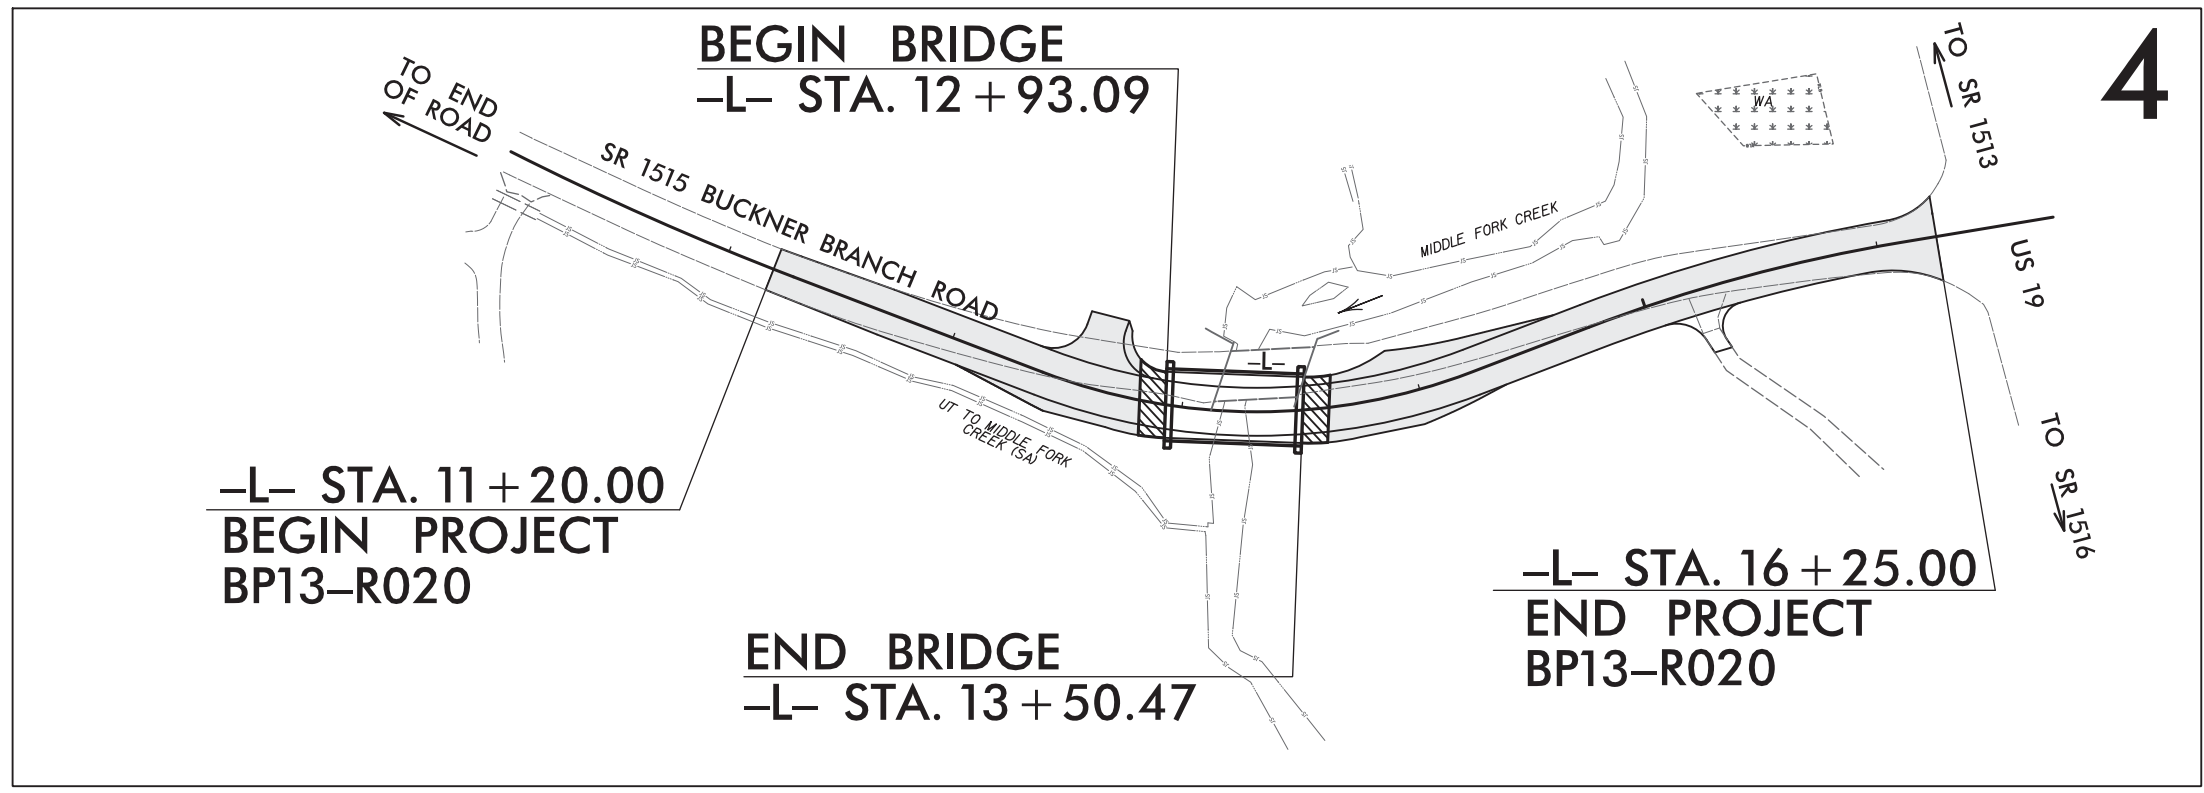 BEGIN BRIDGE
–L– STA. 12+93.09
4
TO END
OF ROAD
SR 1515 BUCKNER BRANCH ROAD
WA
TO SR 1513
MIDDLE FORK CREEK
US 19
–L–
UT TO MIDDLE FORK
CREEK (SA)
TO SR 1516
–L– STA. 11+20.00
BEGIN PROJECT
BP13–R020
–L– STA. 16+25.00
END PROJECT
BP13–R020
END BRIDGE
–L– STA. 13+50.47